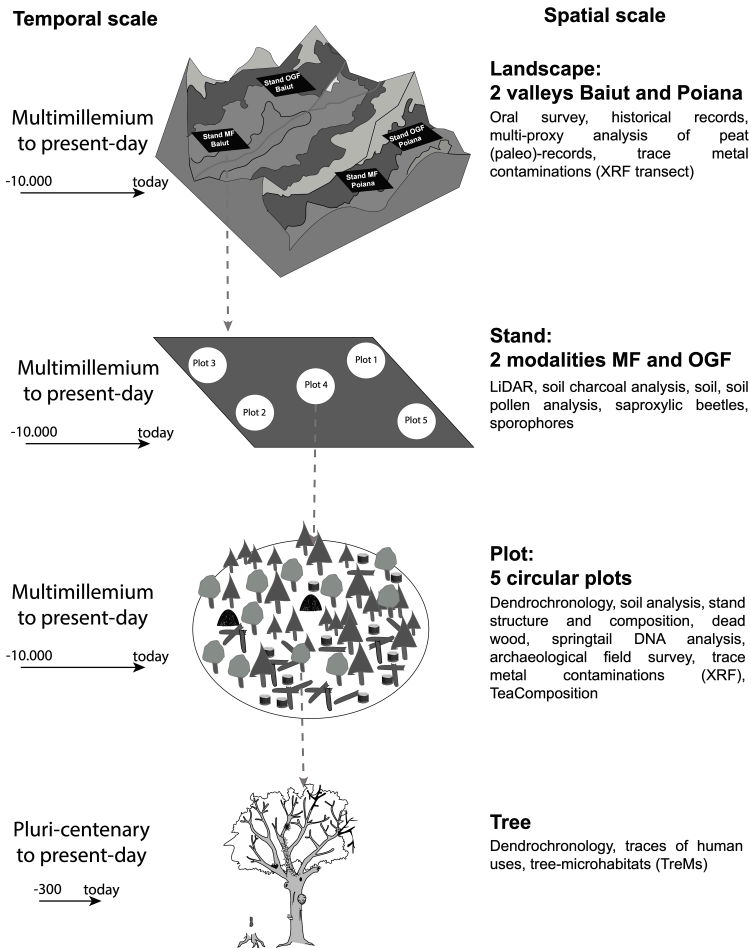 Temporal scale
Spatial scale
Stand OGF
Baiut
Stand MF
Baiut
Stand OGF
Poiana
Stand MF
Poiana
Multimillemium
to present-day
-10.000
today
Landscape:
2 valleys Baiut and Poiana
Oral survey, historical records,
multi-proxy analysis of peat
(paleo)-records, trace metal
contaminations (XRF transect)
Multimillemium
to present-day
-10.000
today
Plot 3
Plot 1
Plot 4
Plot 2
Plot 5
Stand:
2 modalities MF and OGF
LiDAR, soil charcoal analysis, soil, soil
pollen analysis, saproxylic beetles,
sporophores
Multimillemium
to present-day
-10.000
today
Plot:
5 circular plots
Dendrochronology, soil analysis, stand
structure and composition, dead
wood, springtail DNA analysis,
archaeological field survey, trace
metal contaminations (XRF),
TeaComposition
Pluri-centenary
to present-day
-300
today
Tree
Dendrochronology, traces of human
uses, tree-microhabitats (TreMs)